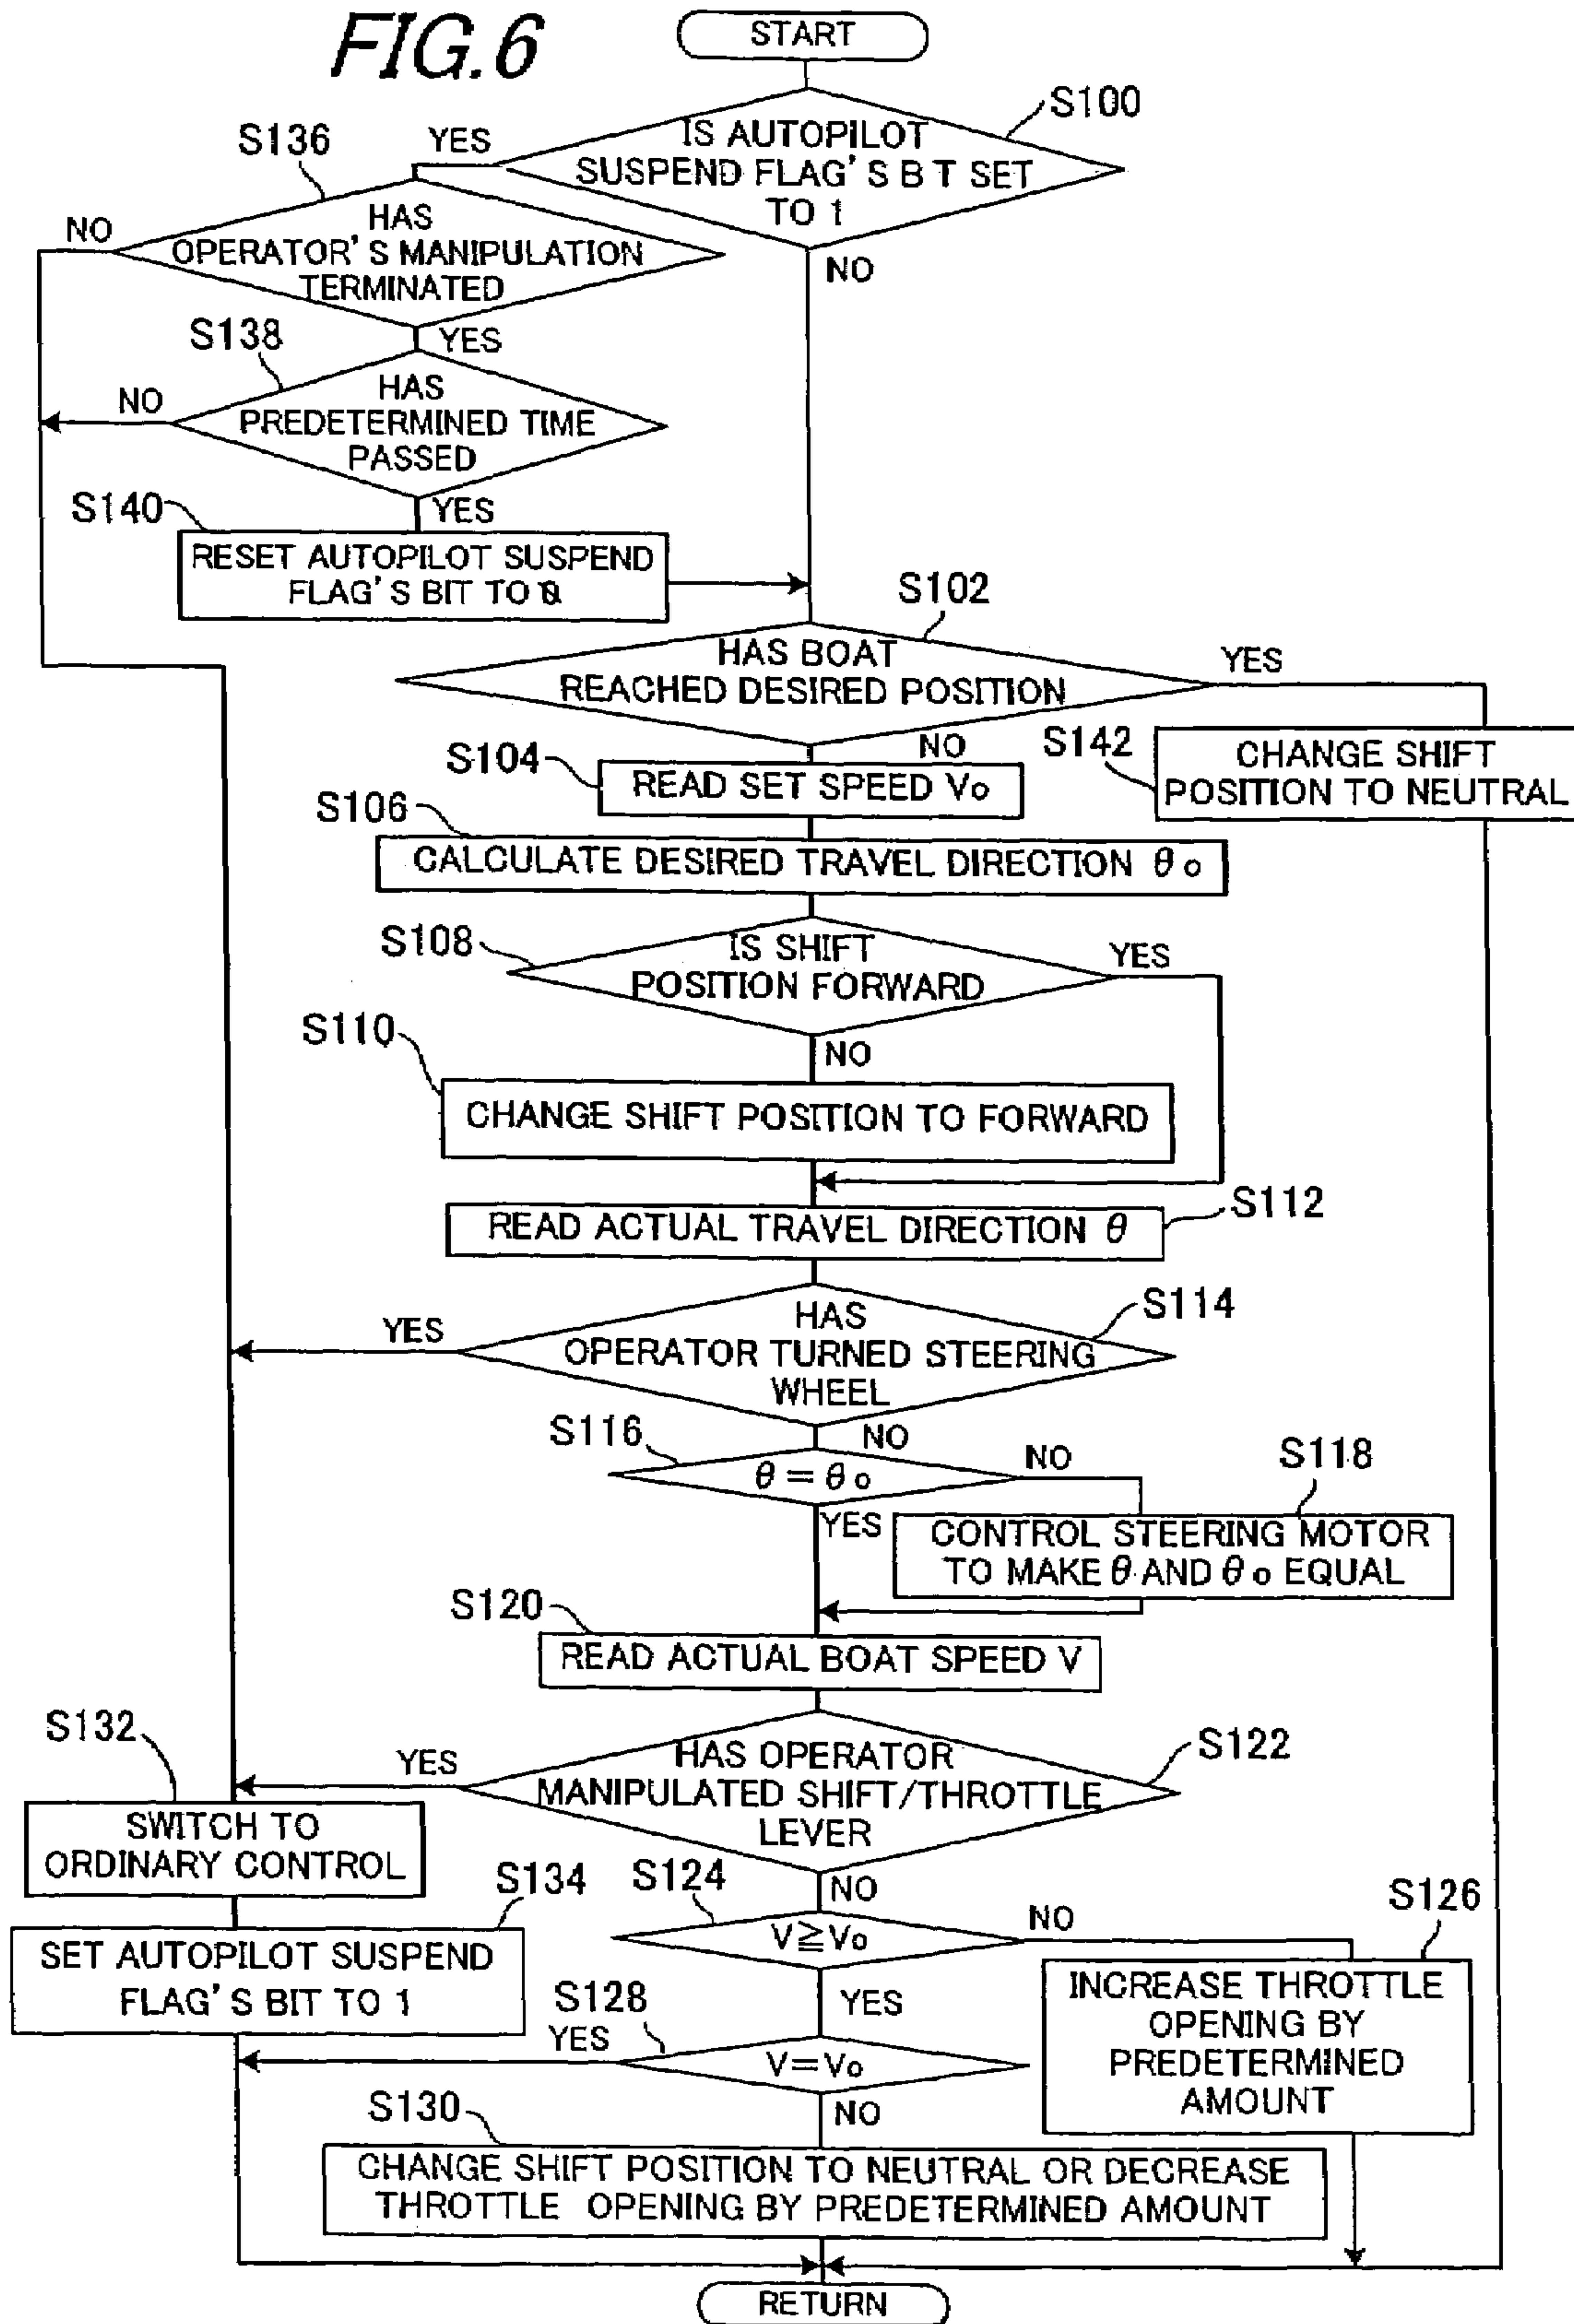 FIG.6
START
S100
IS AUTOPILOT
SUSPEND FLAG'S B T SET
TO 1
YES
NO
S136
HAS
OPERATOR'S MANIPULATION
TERMINATED
NO
YES
S138
HAS
PREDETERMINED TIME
PASSED
NO
YES
S140
RESET AUTOPILOT SUSPEND
FLAG'S BIT TO 0
S102
HAS BOAT
REACHED DESIRED POSITION
YES
NO
S142
CHANGE SHIFT
POSITION TO NEUTRAL
S104
READ SET SPEED Vo
S106
CALCULATE DESIRED TRAVEL DIRECTION θo
S108
IS SHIFT
POSITION FORWARD
YES
NO
S110
CHANGE SHIFT POSITION TO FORWARD
S112
READ ACTUAL TRAVEL DIRECTION θ
S114
HAS
OPERATOR TURNED STEERING
WHEEL
YES
NO
S116
θ = θo
NO
YES
S118
CONTROL STEERING MOTOR
TO MAKE θ AND θo EQUAL
S120
READ ACTUAL BOAT SPEED V
S122
HAS OPERATOR
MANIPULATED SHIFT/THROTTLE
LEVER
YES
NO
S132
SWITCH TO
ORDINARY CONTROL
S134
SET AUTOPILOT SUSPEND
FLAG'S BIT TO 1
S124
V≧Vo
NO
YES
S126
INCREASE THROTTLE
OPENING BY
PREDETERMINED
AMOUNT
S128
V=Vo
YES
NO
S130
CHANGE SHIFT POSITION TO NEUTRAL OR DECREASE
THROTTLE OPENING BY PREDETERMINED AMOUNT
RETURN